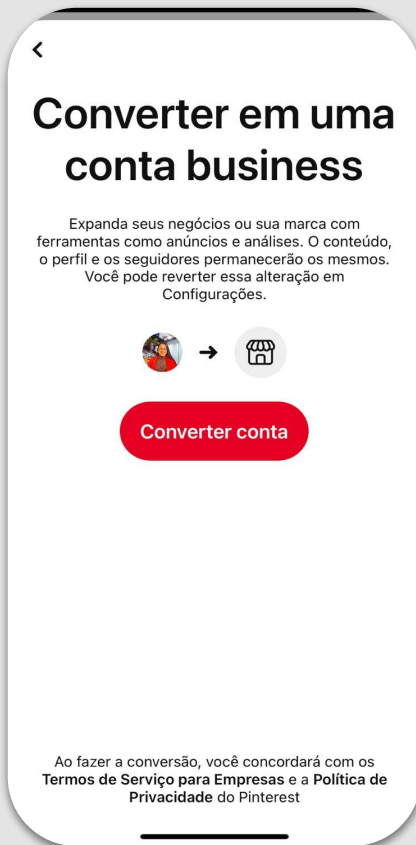 Converter em uma
conta business
Expanda seus negócios ou sua marca com
ferramentas como anúncios e análises. O conteúdo,
o perfil e os seguidores permanecerão os mesmos.
Você pode reverter essa alteração em
Configurações.
Converter conta
Ao fazer a conversão, você concordará com os
Termos de Serviço para Empresas e a Política de
Privacidade do Pinterest